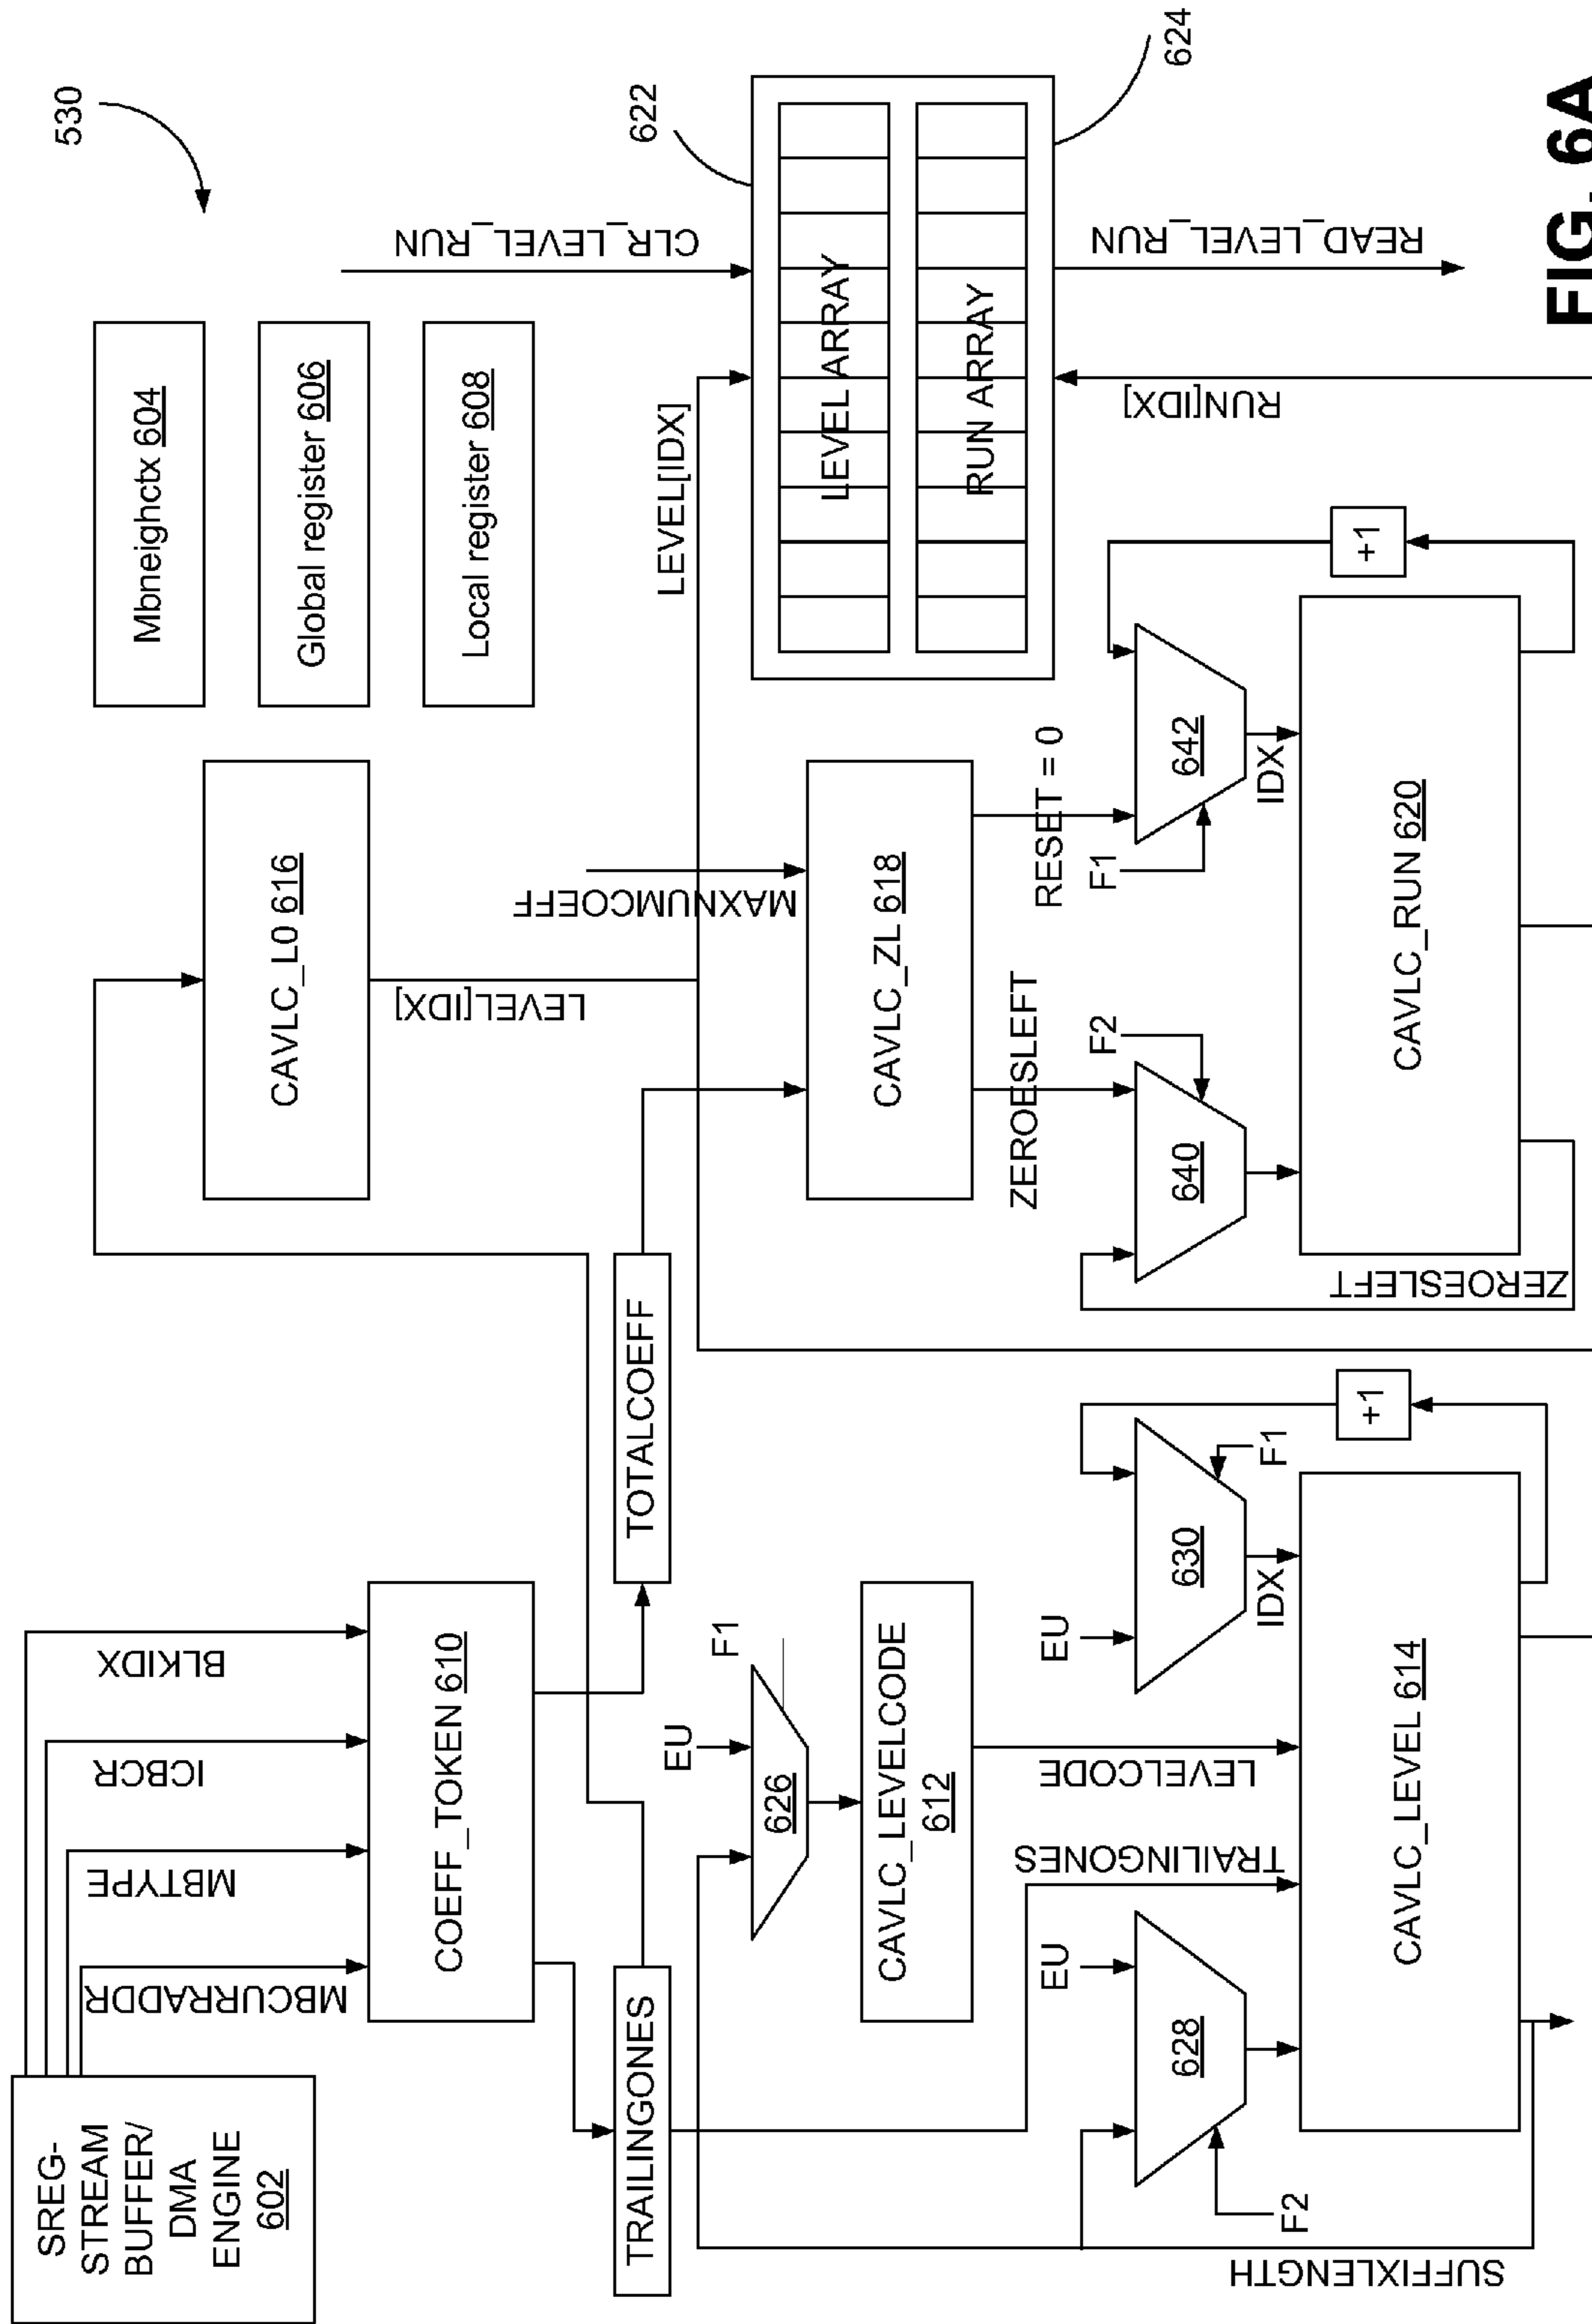 530
SREG-
STREAM
BUFFER/
DMA
ENGINE
602
BLKIDX
ICBCR
MBTYPE
MBCURRADDR
COEFF_TOKEN 610
TRAILINGONES
TOTALCOEFF
CAVLC_L0 616
LEVEL[IDX]
Mbneighctx 604
Global register 606
Local register 608
LEVEL[IDX]
CLR_LEVEL_RUN
622
LEVEL ARRAY
RUN ARRAY
624
READ_LEVEL_RUN
RUN[IDX]
EU
F1
626
CAVLC_LEVELCODE
612
LEVELCODE
TRAILINGONES
MAXNUMCOEFF
CAVLC_ZL 618
ZEROESLEFT
RESET = 0
F2
640
F1
642
IDX
+1
CAVLC_RUN 620
ZEROESLEFT
EU
628
F2
EU
630
F1
IDX
+1
CAVLC_LEVEL 614
SUFFIXLENGTH
FIG. 6A